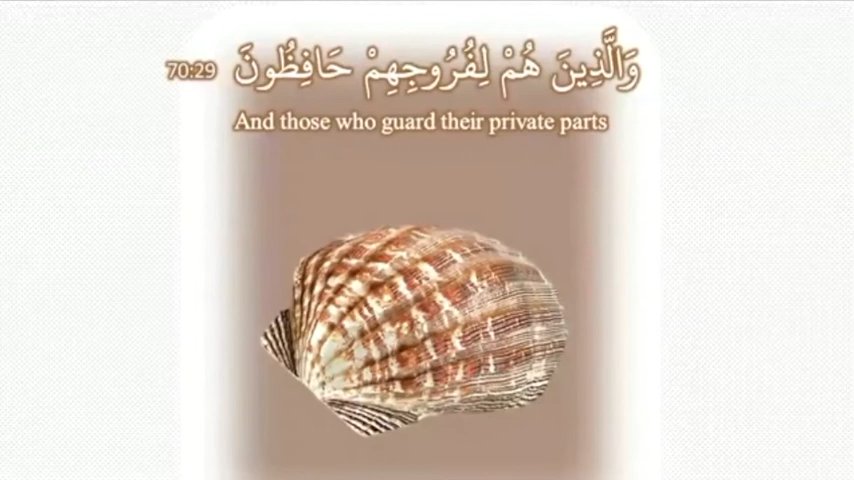 وَالَّذِينَ هُمْ لِفُرُوجِهِمْ حَافِظُونَ 70:29
And those who guard their private parts